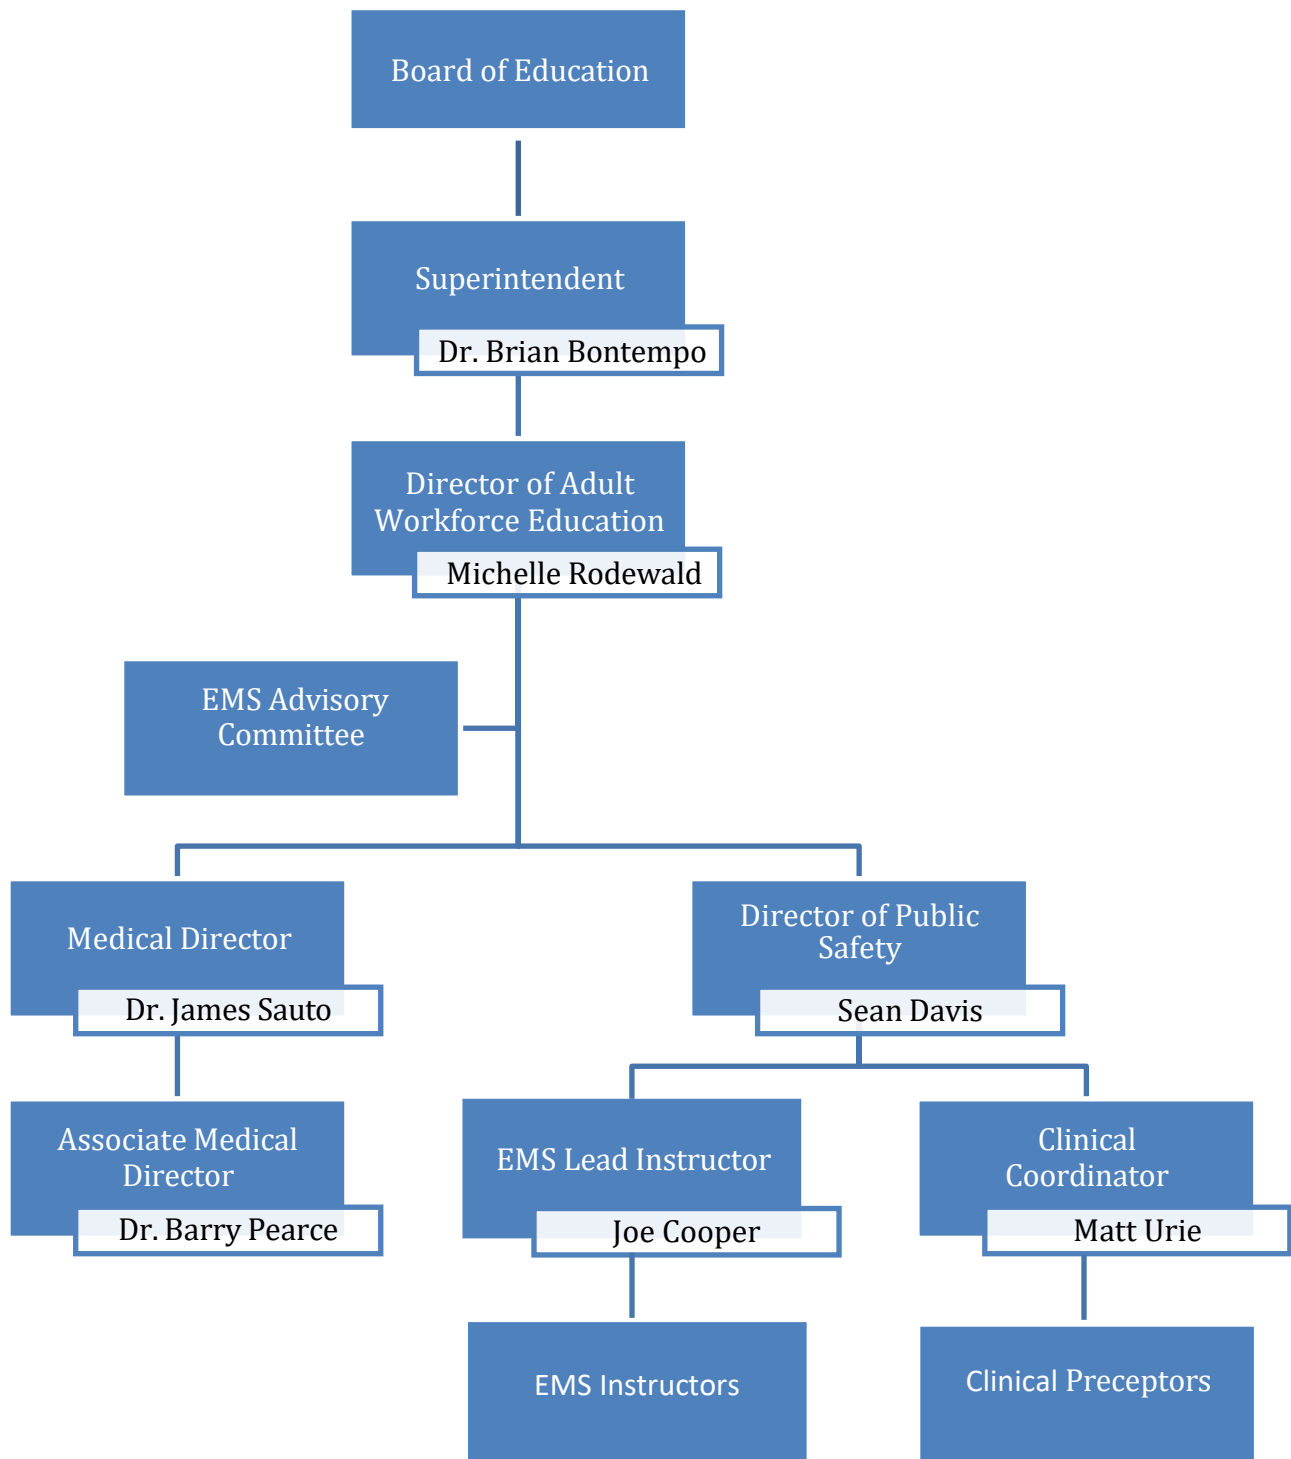 Board of Education
Superintendent
Dr. Brian Bontempo
Director of Adult
Workforce Education
Michelle Rodewald
EMS Advisory
Committee
Medical Director
Dr. James Sauto
Director of Public
Safety
Sean Davis
Associate Medical
Director
Dr. Barry Pearce
EMS Lead Instructor
Joe Cooper
Clinical
Coordinator
Matt Urie
EMS Instructors
Clinical Preceptors